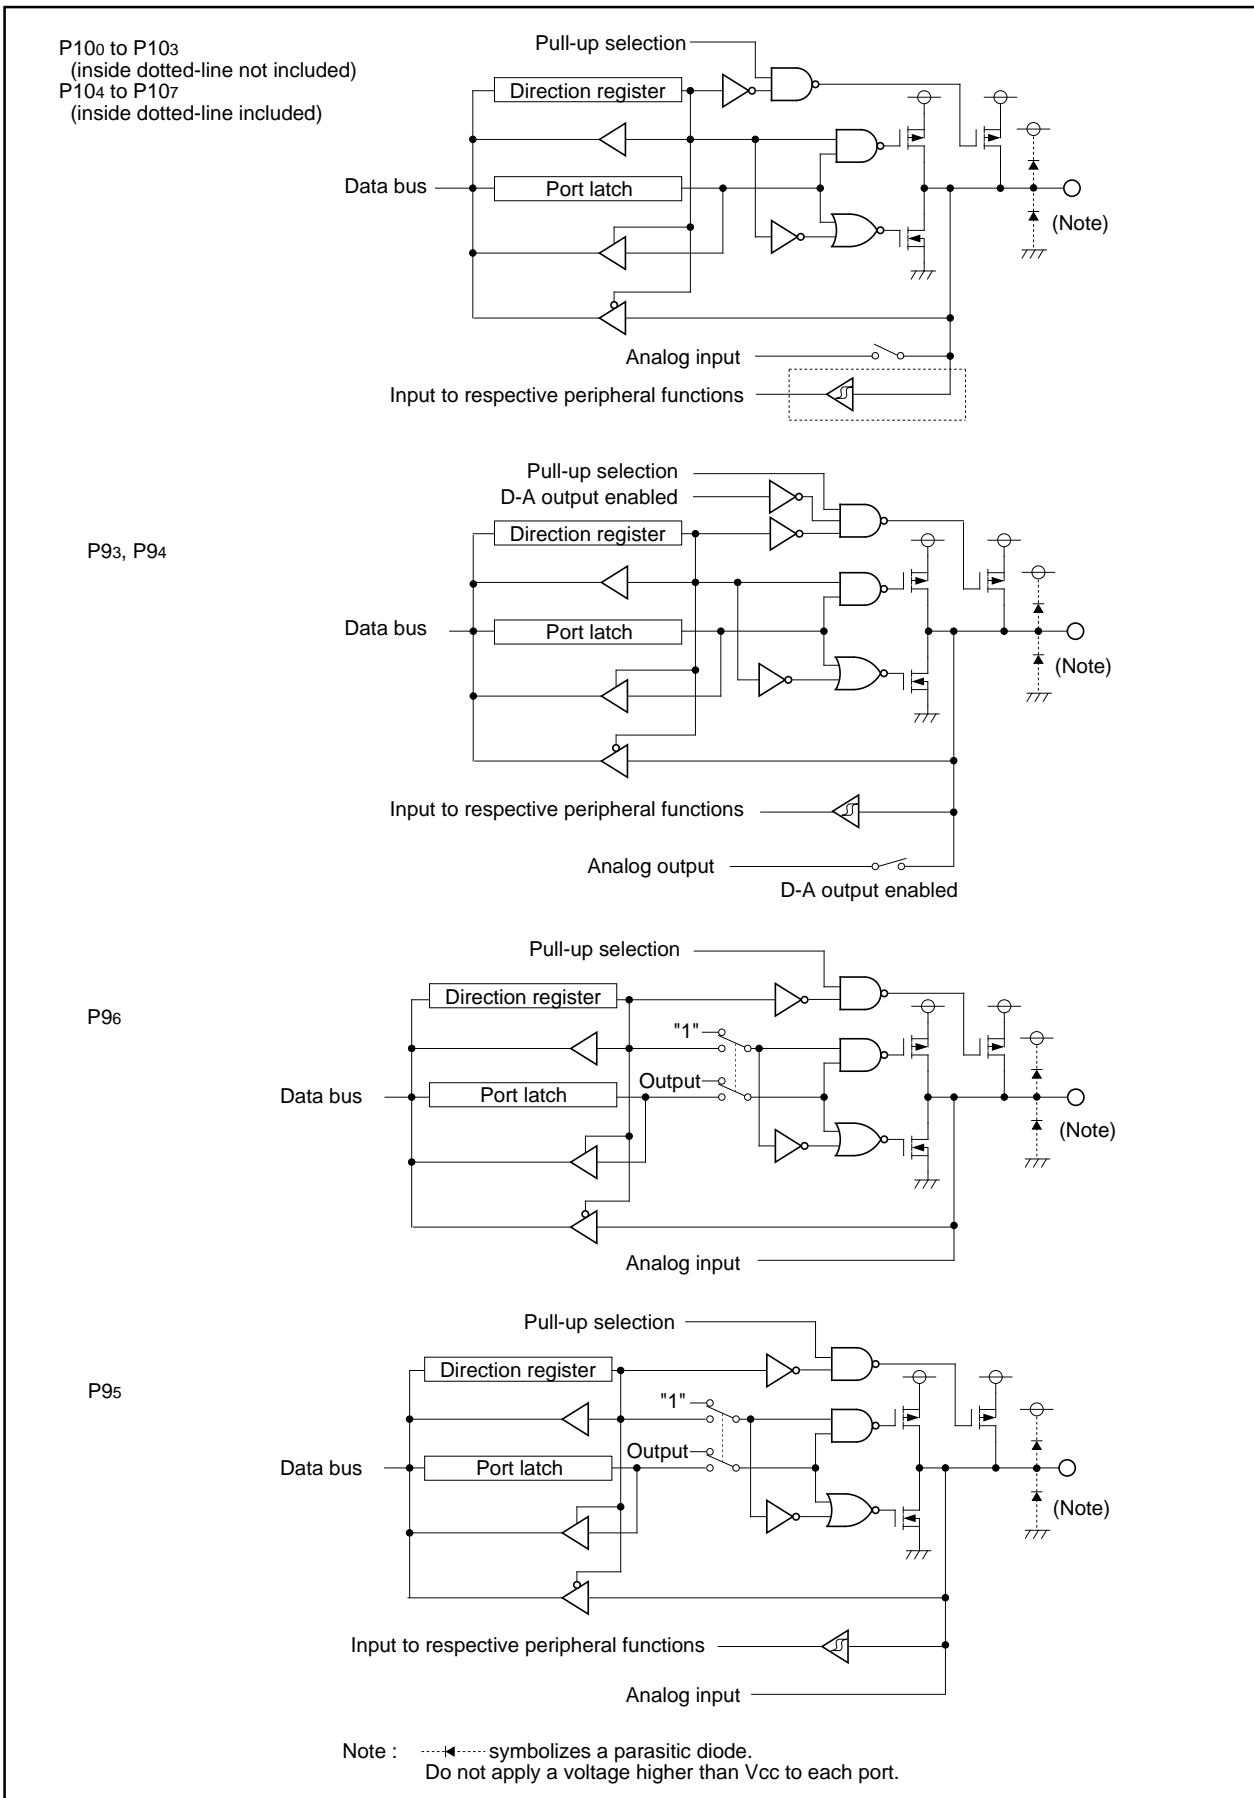 P100 to P103
(inside dotted-line not included)
P104 to P107
(inside dotted-line included)
Pull-up selection
Direction register
Data bus
Port latch
(Note)
Analog input
Input to respective peripheral functions
P93, P94
Pull-up selection
D-A output enabled
Direction register
Data bus
Port latch
(Note)
Input to respective peripheral functions
Analog output
D-A output enabled
P96
Pull-up selection
Direction register
"1"
Output
Data bus
Port latch
(Note)
Analog input
P95
Pull-up selection
Direction register
"1"
Output
Data bus
Port latch
(Note)
Input to respective peripheral functions
Analog input
Note : symbolizes a parasitic diode.
Do not apply a voltage higher than Vcc to each port.